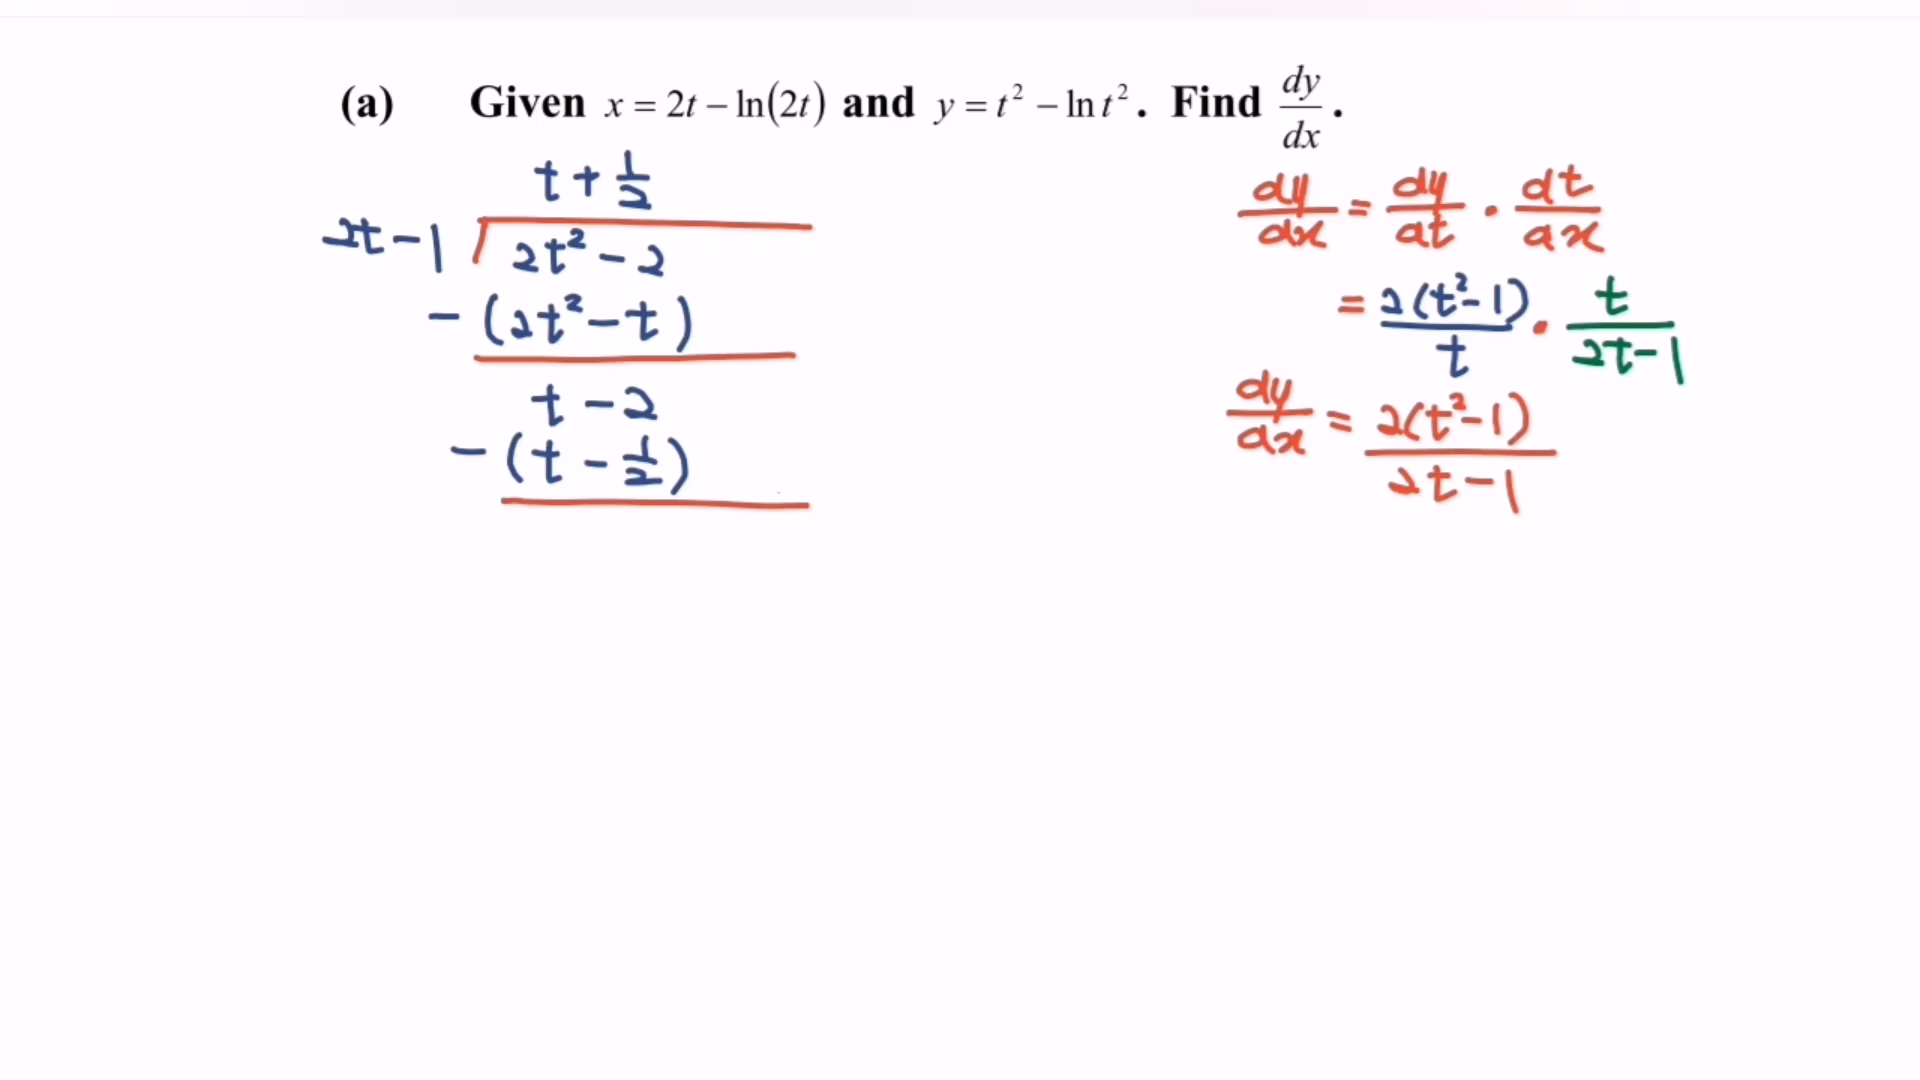 (a) Given x = 2t – ln(2t) and y = t² – ln t². Find dy/dx.
t + 1/2
2t - 1 2t² - 2
- (2t² - t)
t - 2
- (t - 1/2)
dy/dx = dy/dt · dt/dx
= 2(t² - 1)/t · t/2t - 1
dy/dx = 2(t² - 1)/2t - 1